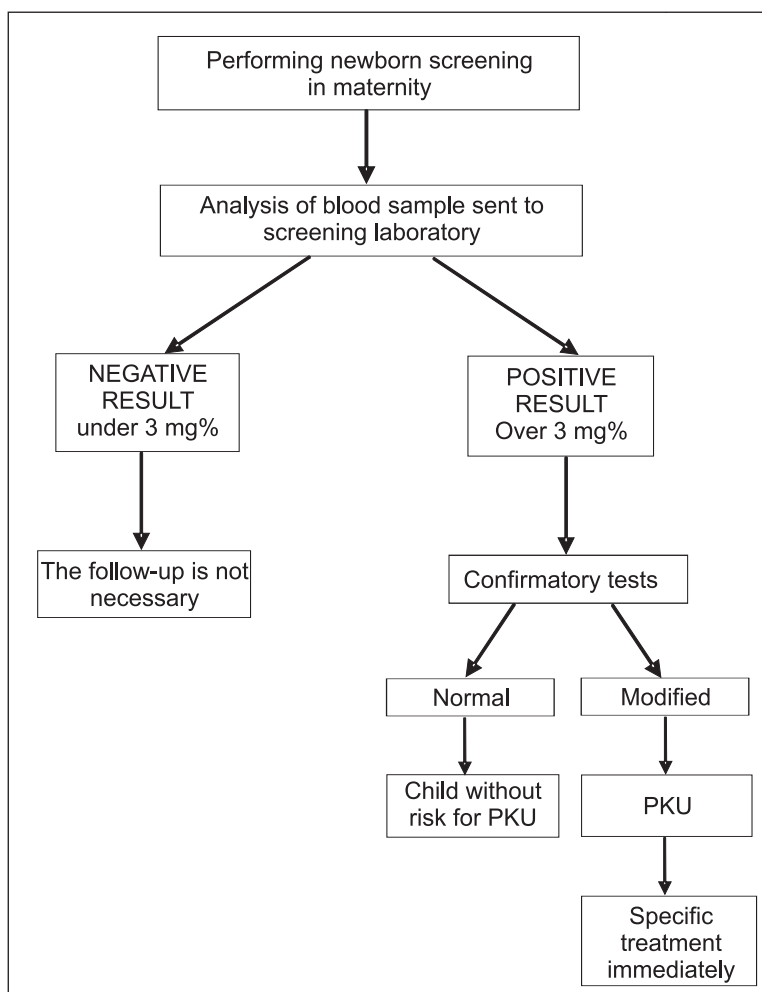 Performing newborn screening
in maternity
Analysis of blood sample sent to
screening laboratory
NEGATIVE
RESULT
under 3 mg%
POSITIVE
RESULT
Over 3 mg%
The follow-up is not
necessary
Confirmatory tests
Normal
Modified
Child without
risk for PKU
PKU
Specific
treatment
immediately